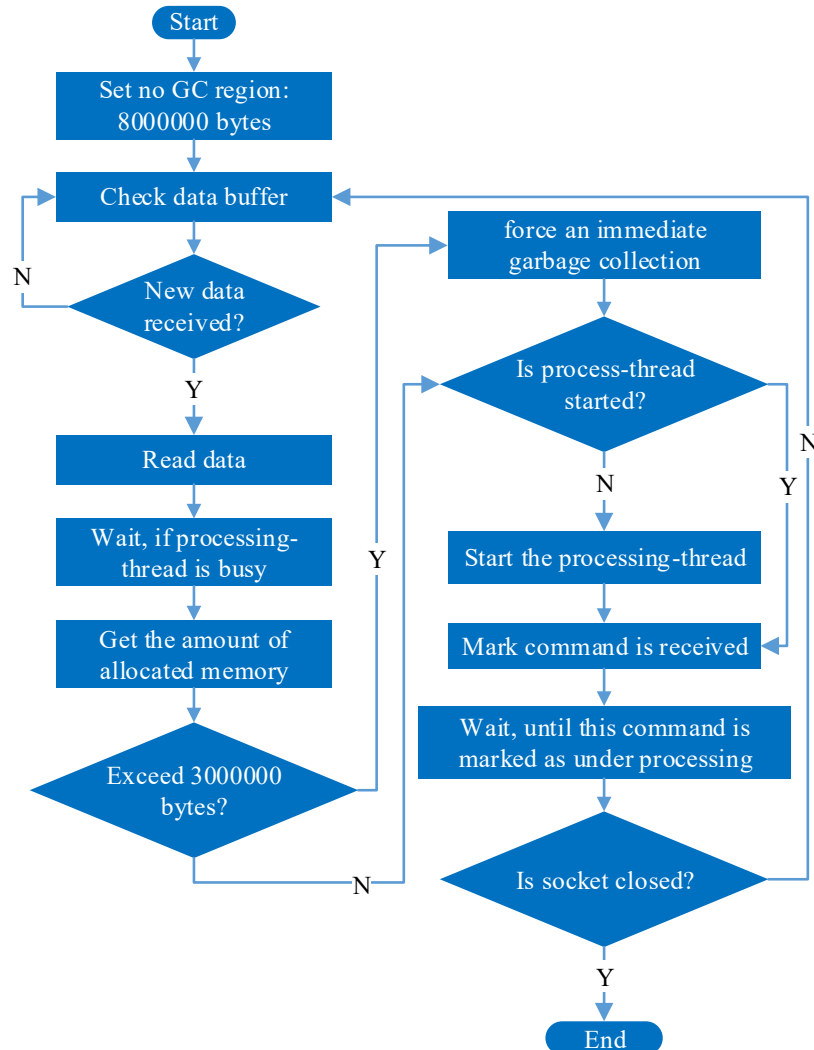 Start
Set no GC region:
8000000 bytes
Check data buffer
N
New data
received?
Y
Read data
Wait, if processing-
thread is busy
Get the amount of
allocated memory
Exceed 3000000
bytes?
Y
N
force an immediate
garbage collection
Is process-thread
started?
N
Y
Start the processing-thread
Mark command is received
Wait, until this command is
marked as under processing
Is socket closed?
N
Y
End